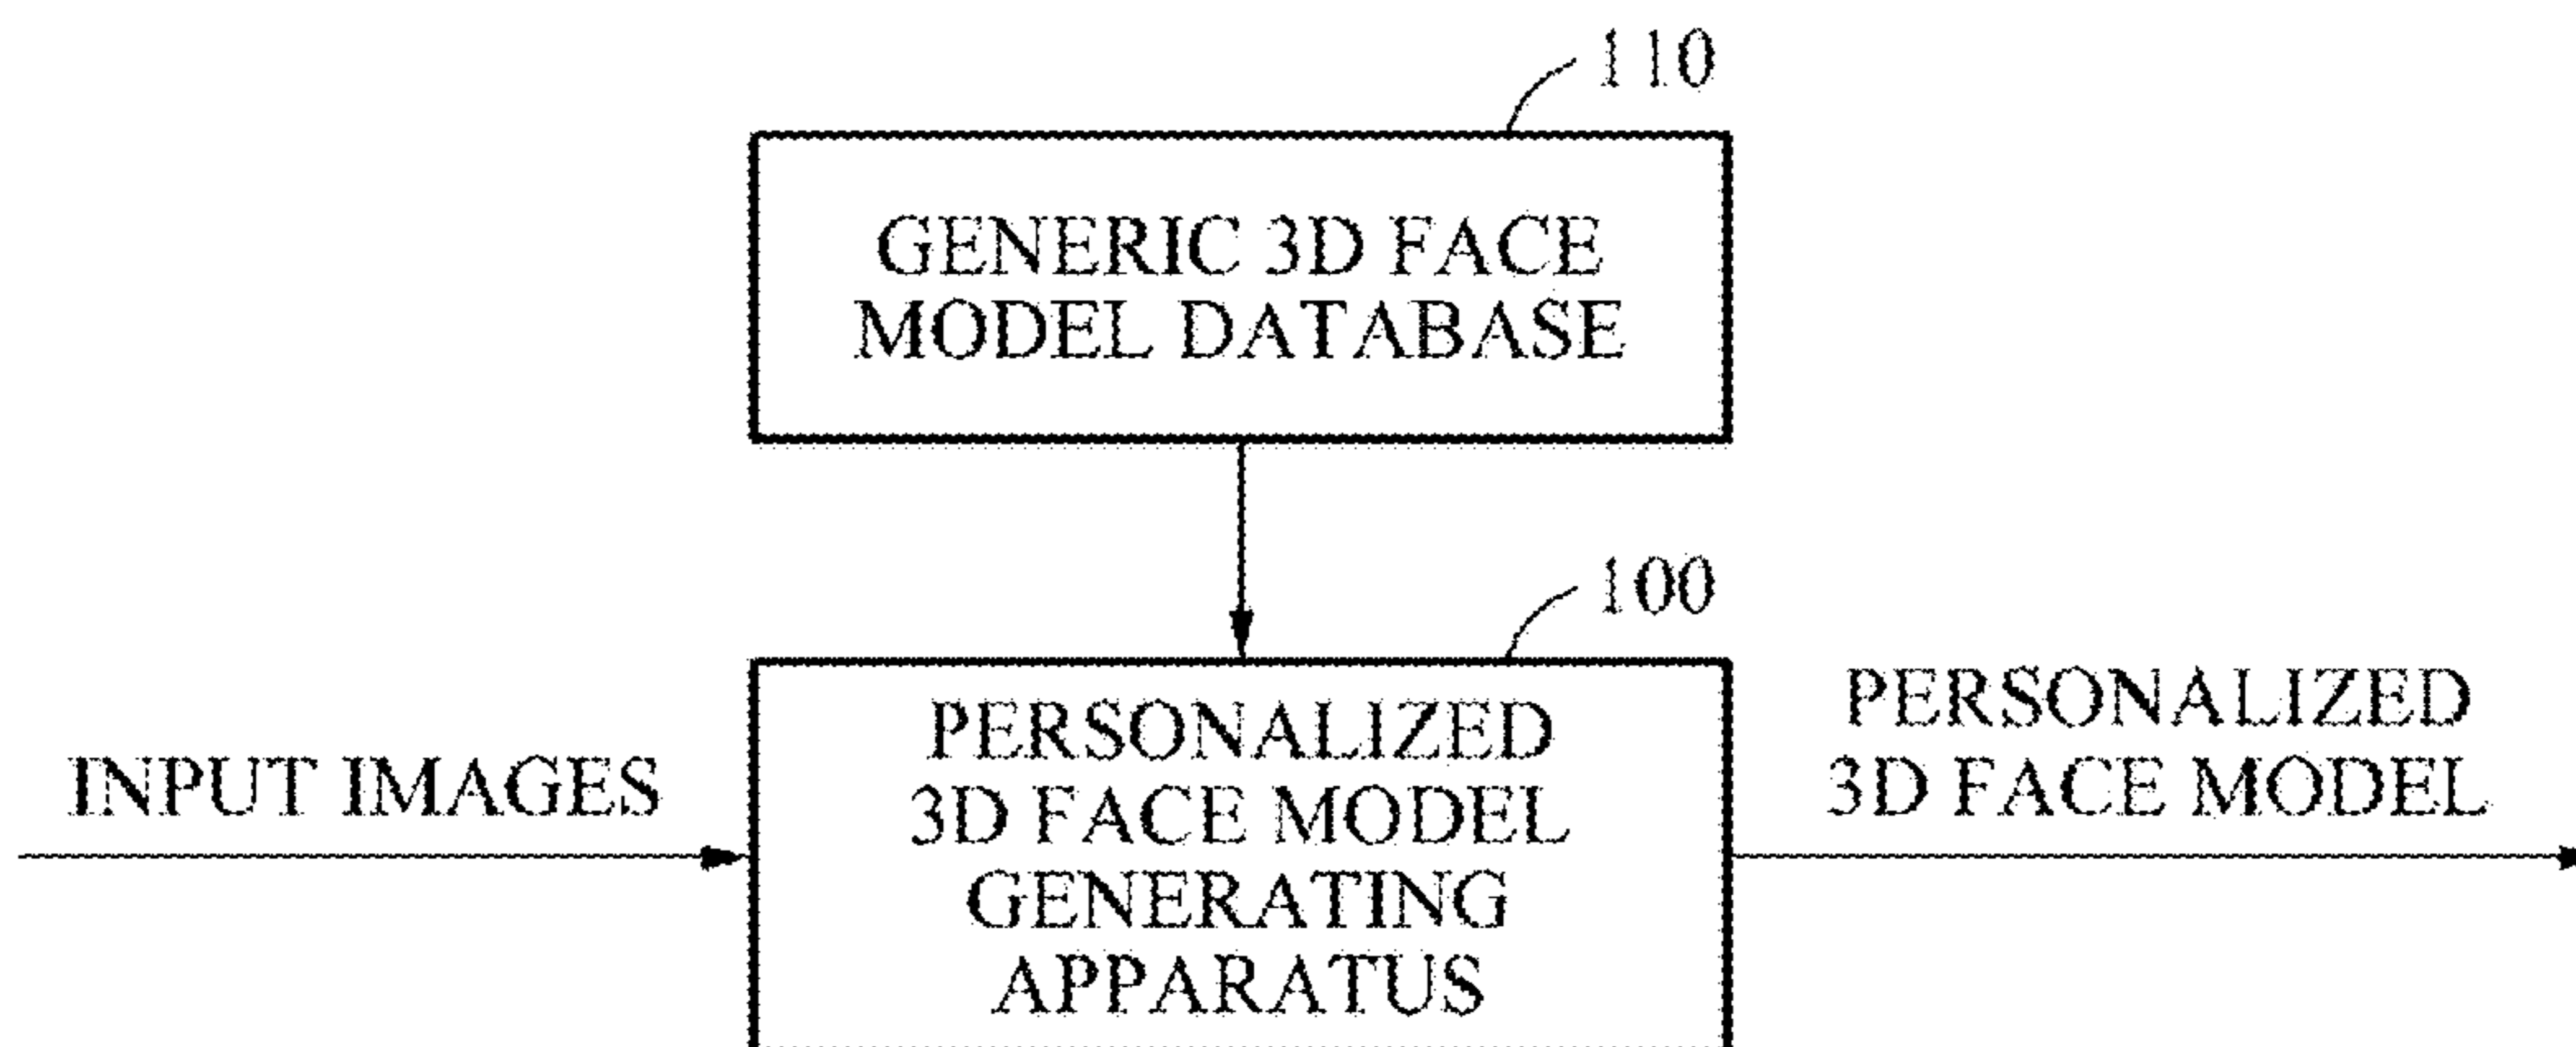 110
GENERIC 3D FACE
MODEL DATABASE
100
PERSONALIZED
3D FACE MODEL
GENERATING
APPARATUS
INPUT IMAGES
PERSONALIZED
3D FACE MODEL